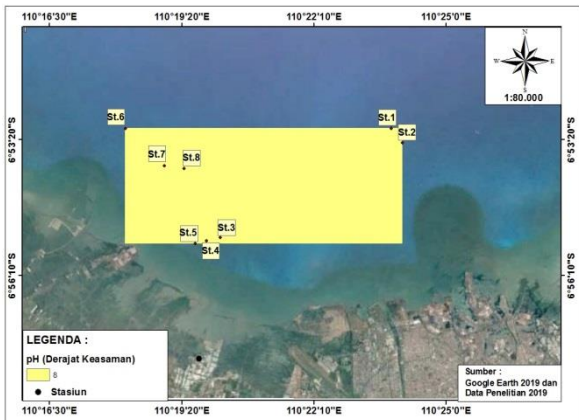 110°16'30"E 110°19'20"E 110°22'10"E 110°25'00"E
N
W E
S
1:80.000
6°53'20"S 6°53'20"S
6°56'10"S 6°56'10"S
St.6
St.1
St.2
St.7
St.8
St.3
St.5
St.4
LEGENDA :
pH (Derajat Keasaman)
6
Stasiun
Sumber :
Google Earth 2019 dan
Data Penelitian 2019
110°16'30"E 110°19'20"E 110°22'10"E 110°25'00"E